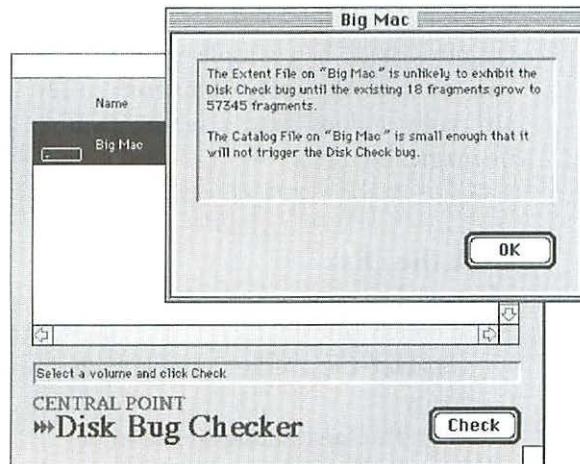 Big Mac
The Extent File on "Big Mac" is unlikely to exhibit the
Disk Check bug until the existing 18 fragments grow to
57345 fragments.
The Catalog File on "Big Mac" is small enough that it
will not trigger the Disk Check bug.
OK
Name
Big Mac
Select a volume and click Check
CENTRAL POINT
Disk Bug Checker
Check